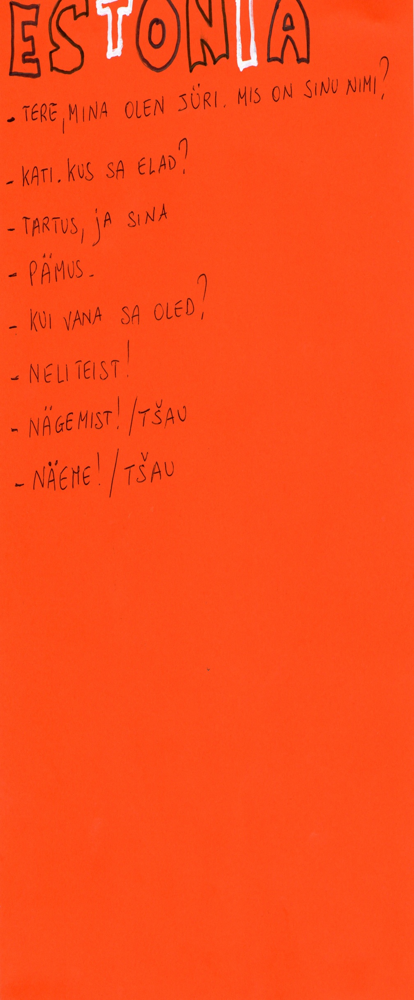 ESTONIA
- TERE, MINA OLEN JÜRI. MIS ON SINU NIMI?
- KATI. KUS SA ELAD?
- TARTUS, jA SINA
- PÄMUS.
- KUI VANA SA OLED?
- NELITEIST!
- NÄGEMIST! / TŠAU
- NÄEME! / TŠAU